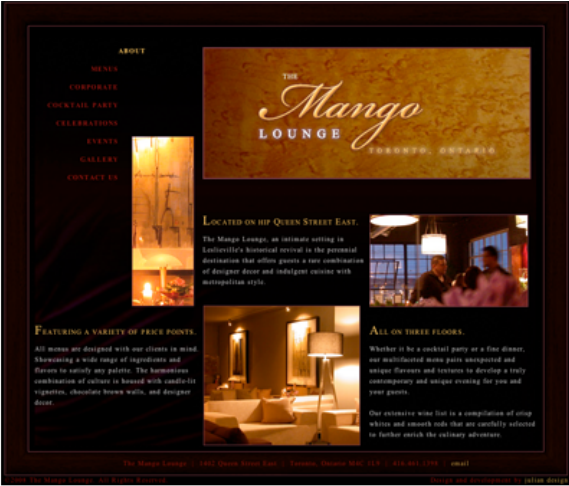 ABOUT
MENUS
CORPORATE
COCKTAIL PARTY
CELEBRATIONS
EVENTS
GALLERY
CONTACT US
THE
Mango
LOUNGE
TORONTO, ONTARIO
LOCATED ON HIP QUEEN STREET EAST.
The Mango Lounge, an intimate setting in
Leslieville's historical revival is the perennial
destination that offers guests a rare combination
of designer decor and indulgent cuisine with
metropolitan style.
FEATURING A VARIETY OF PRICE POINTS.
All menus are designed with our clients in mind.
Showcasing a wide range of ingredients and
flavors to satisfy any palette. The harmonious
combination of culture is housed with candle-lit
vignettes, chocolate brown walls, and designer
decor.
ALL ON THREE FLOORS.
Whether it be a cocktail party or a fine dinner,
our multifaceted menu pairs unexpected and
unique flavours and textures to develop a truly
contemporary and unique evening for you and
your guests.
Our extensive wine list is a compilation of crisp
whites and smooth reds that are carefully selected
to further enrich the culinary adventure.
The Mango Lounge | Queen Street East | Toronto, Ontario | email
The Mango Lounge. All Rights Reserved
Design and development by julian design